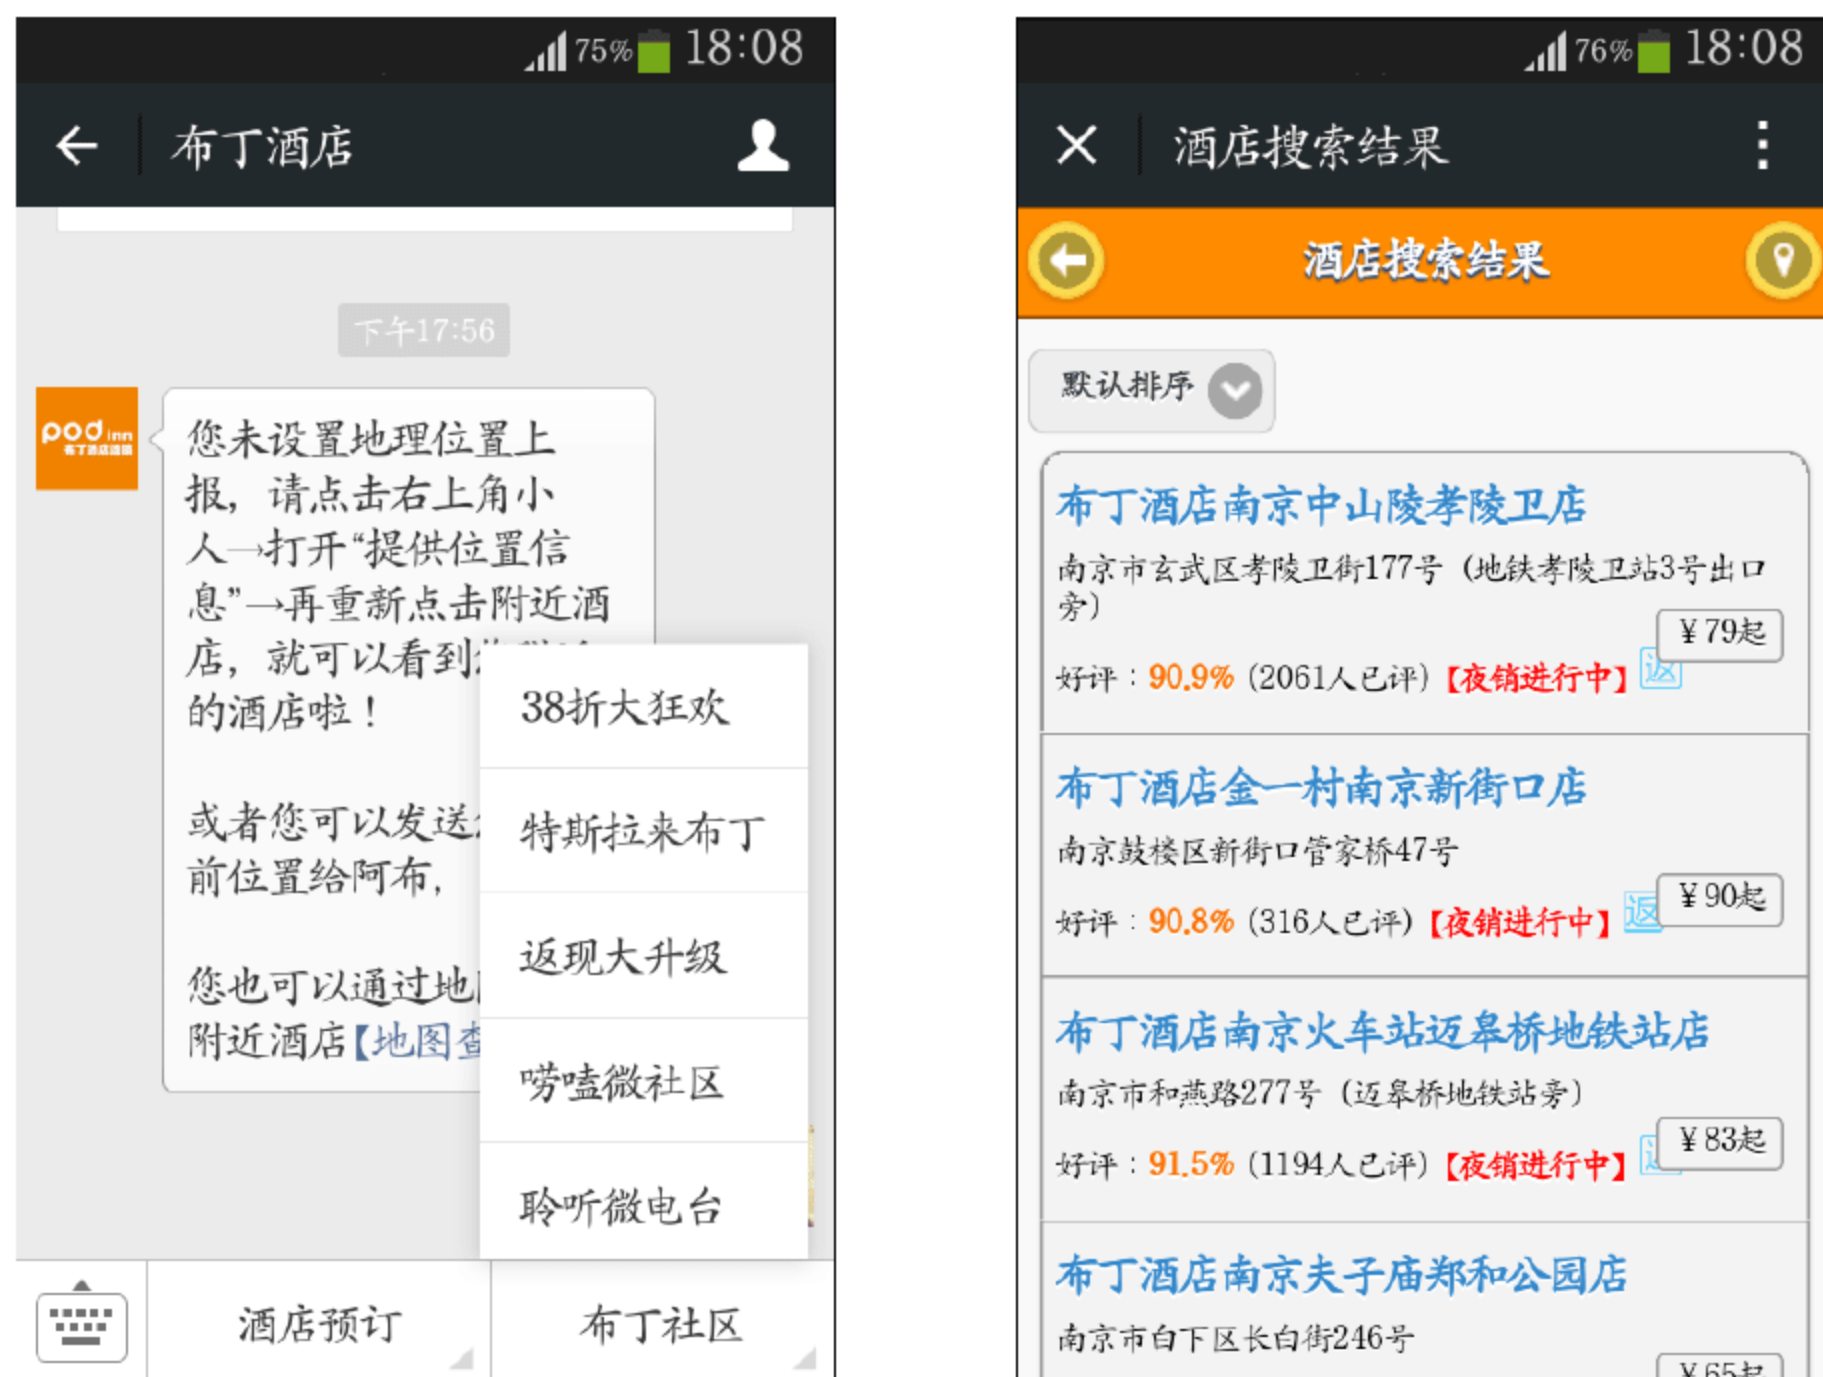 75% 18:08
布丁酒店
下午17:56
pod inn
布丁酒店连锁
您未设置地理位置上
报，请点击右上角小
人→打开“提供位置信
息”→再重新点击附近酒
店，就可以看到
的酒店啦！
或者您可以发送
前位置给阿布，
您也可以通过地
附近酒店【地图查
38折大狂欢
特斯拉来布丁
返现大升级
唠嗑微社区
聆听微电台
酒店预订
布丁社区
76% 18:08
酒店搜索结果
酒店搜索结果
默认排序
布丁酒店南京中山陵孝陵卫店
南京市玄武区孝陵卫街177号（地铁孝陵卫站3号出口
旁）
¥79起
好评：90.9%（2061人已评）【夜销进行中】返
布丁酒店金一村南京新街口店
南京鼓楼区新街口管家桥47号
¥90起
好评：90.8%（316人已评）【夜销进行中】返
布丁酒店南京火车站迈皋桥地铁站店
南京市和燕路277号（迈皋桥地铁站旁）
¥83起
好评：91.5%（1194人已评）【夜销进行中】
布丁酒店南京夫子庙郑和公园店
南京市白下区长白街246号
¥65起